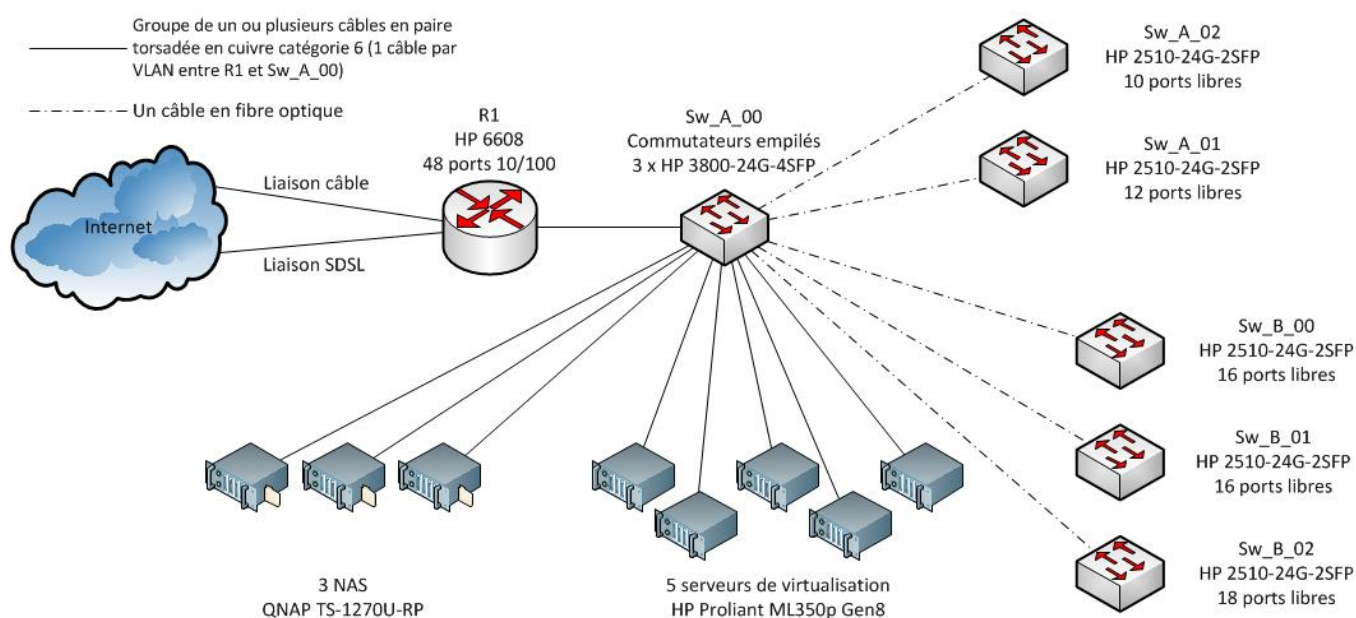 Groupe de un ou plusieurs câbles en paire
torsadée en cuivre catégorie 6 (1 câble par
VLAN entre R1 et Sw_A_00)
Un câble en fibre optique
Internet
Liaison câble
Liaison SDSL
R1
HP 6608
48 ports 10/100
Sw_A_00
Commutateurs empilés
3 x HP 3800-24G-4SFP
Sw_A_02
HP 2510-24G-2SFP
10 ports libres
Sw_A_01
HP 2510-24G-2SFP
12 ports libres
Sw_B_00
HP 2510-24G-2SFP
16 ports libres
Sw_B_01
HP 2510-24G-2SFP
16 ports libres
Sw_B_02
HP 2510-24G-2SFP
18 ports libres
3 NAS
QNAP TS-1270U-RP
5 serveurs de virtualisation
HP Proliant ML350p Gen8